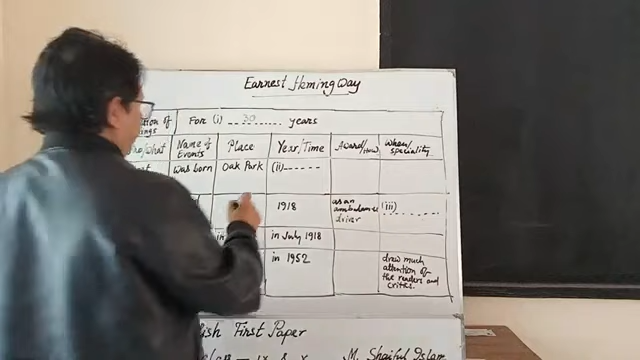 Earnest Heming Way
For (i) ...30... years
Name of Events Place Year/Time Award/How Where/speciality
was born Oak Park (ii)------
1918 as an ambulance driver (iii)........
in July 1918
in 1952 drew much attention of the readers and critics.
First Paper
M. Shaiful Islam